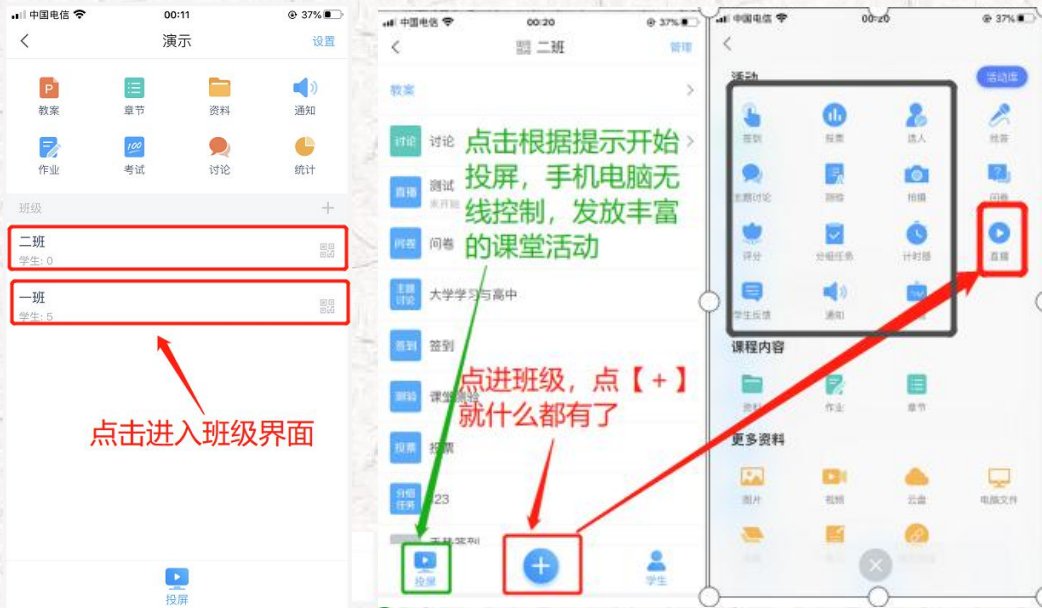 中国电信
00:11
37%
演示
设置
教案
章节
资料
通知
作业
考试
讨论
统计
班级
二班
学生: 0
一班
学生: 5
点击进入班级界面
投屏
中国电信
00:20
37%
二班
管理
教案
讨论 讨论
点击根据提示开始
投屏，手机电脑无
线控制，发放丰富
的课堂活动
直播 测试
未开始
问卷 问卷
主题
讨论
大学学习与高中
签到 签到
点进班级，点【+】
就什么都有了
测验
投票 投票
分组
任务
123
投屏
学生
中国电信
00:20
37%
活动
活动库
签到
投票
选人
抢答
主题讨论
测验
拍摄
问卷
评分
分组任务
计时器
直播
学生反馈
通知
课程内容
资料
作业
章节
更多资料
图片
视频
云盘
电脑文件